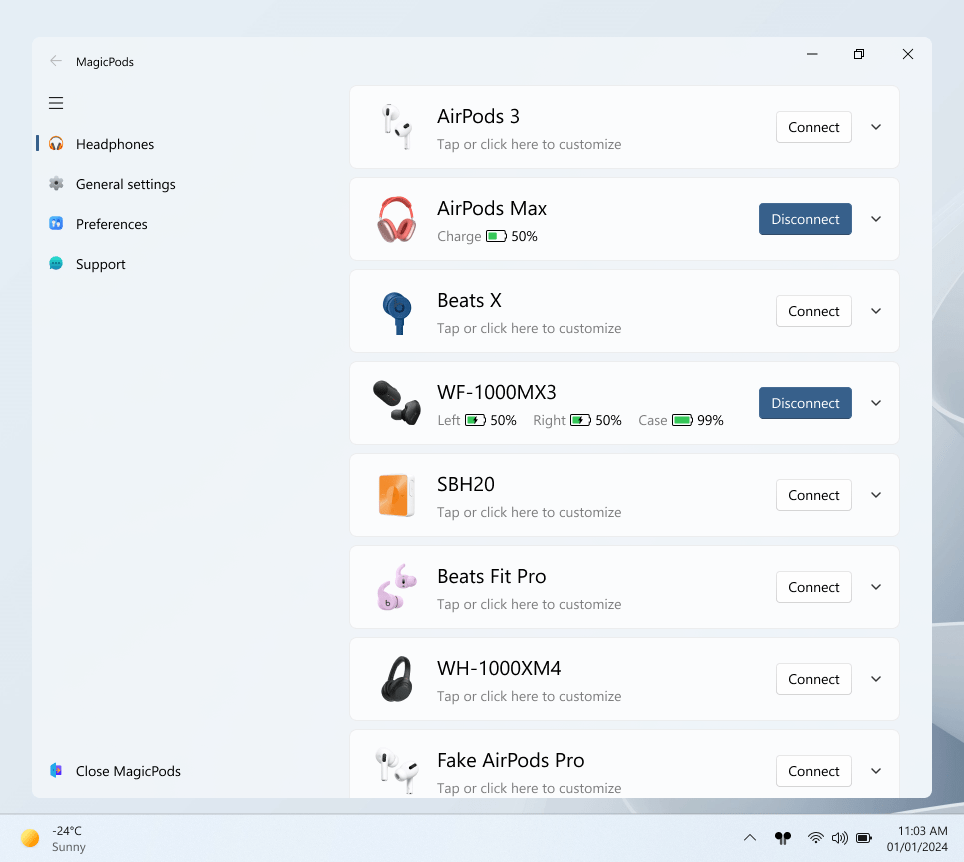 MagicPods
Headphones
General settings
Preferences
Support
Close MagicPods
AirPods 3
Tap or click here to customize
Connect
AirPods Max
Charge 50%
Disconnect
Beats X
Tap or click here to customize
Connect
WF-1000MX3
Left 50% Right 50% Case 99%
Disconnect
SBH20
Tap or click here to customize
Connect
Beats Fit Pro
Tap or click here to customize
Connect
WH-1000XM4
Tap or click here to customize
Connect
Fake AirPods Pro
Tap or click here to customize
Connect
-24°C
Sunny
11:03 AM
01/01/2024